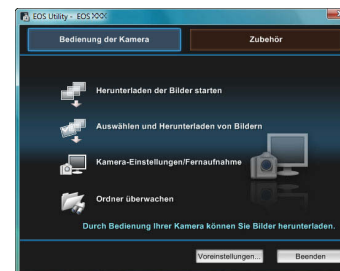 EOS Utility - EOS XXX
Bedienung der Kamera
Zubehör
Herunterladen der Bilder starten
Auswählen und Herunterladen von Bildern
Kamera-Einstellungen/Fernaufnahme
Ordner überwachen
Durch Bedienung Ihrer Kamera können Sie Bilder herunterladen.
Voreinstellungen...
Beenden